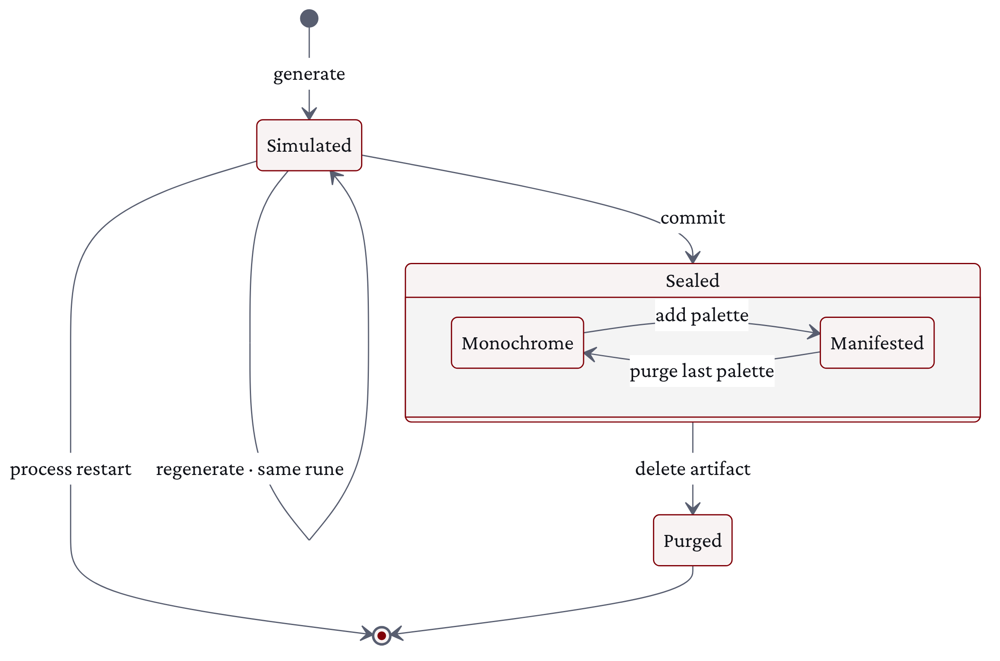 generate
Simulated
commit
Sealed
add palette
Monochrome
Manifested
purge last palette
process restart
regenerate · same rune
delete artifact
Purged